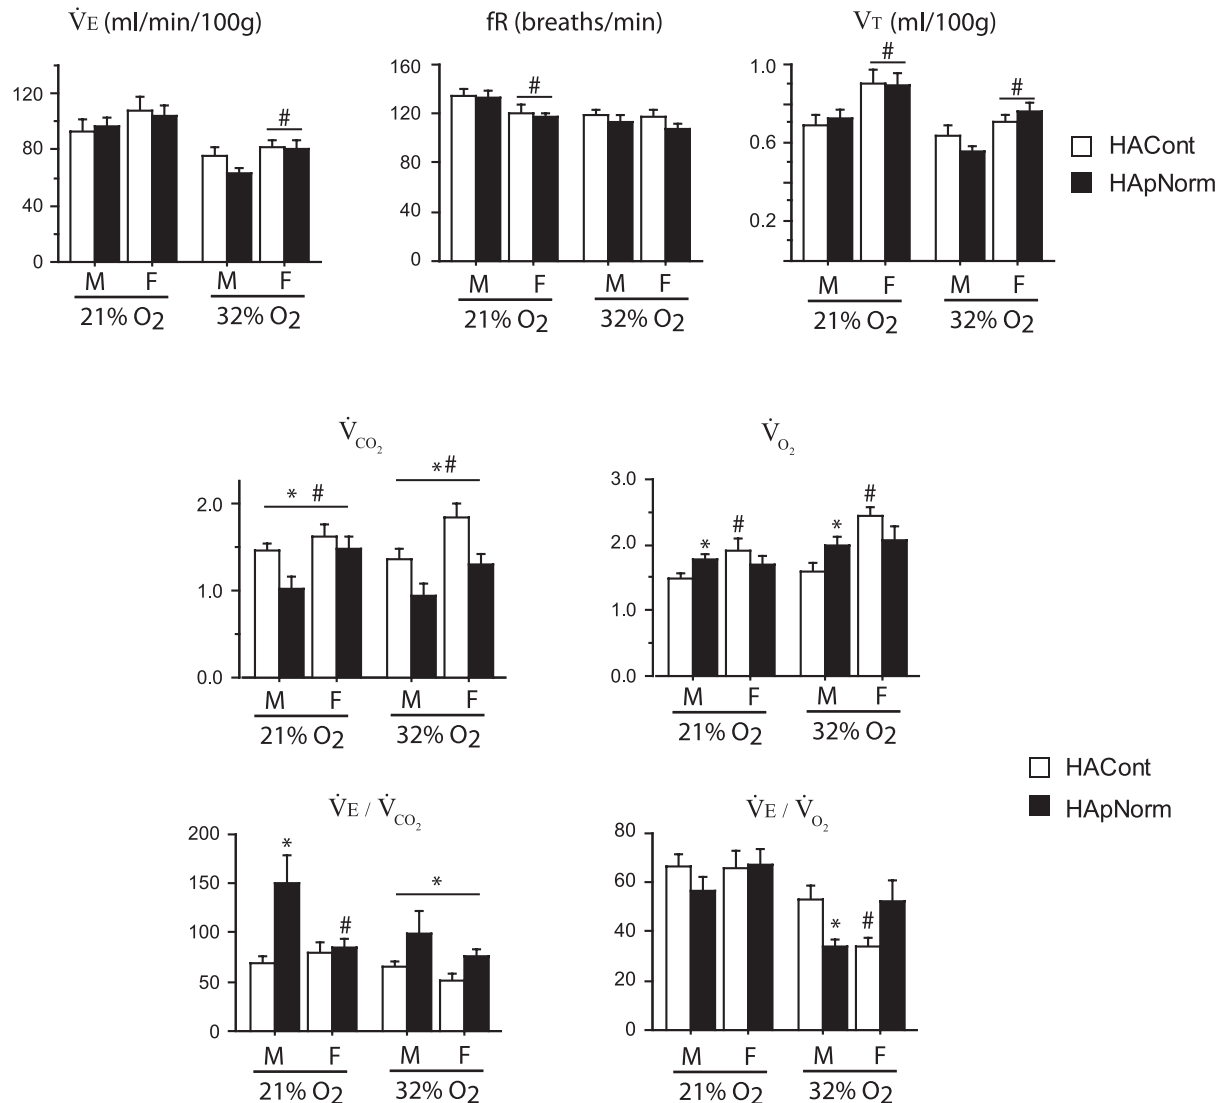 V̇E (ml/min/100g) fR (breaths/min) VT (ml/100g)
120
80
40
0
M F M F
21% O2 32% O2
#
160
120
80
40
0
M F M F
21% O2 32% O2
#
1.0
0.6
0.2
M F M F
21% O2 32% O2
# #
HACont
HApNorm
V̇CO2
2.0
1.0
0.0
* # *#
M F M F
21% O2 32% O2
V̇O2
3.0
2.0
1.0
0.0
* # * #
M F M F
21% O2 32% O2
V̇E / V̇CO2
200
150
100
50
0
* # *
M F M F
21% O2 32% O2
V̇E / V̇O2
80
60
40
20
0
* #
M F M F
21% O2 32% O2
HACont
HApNorm